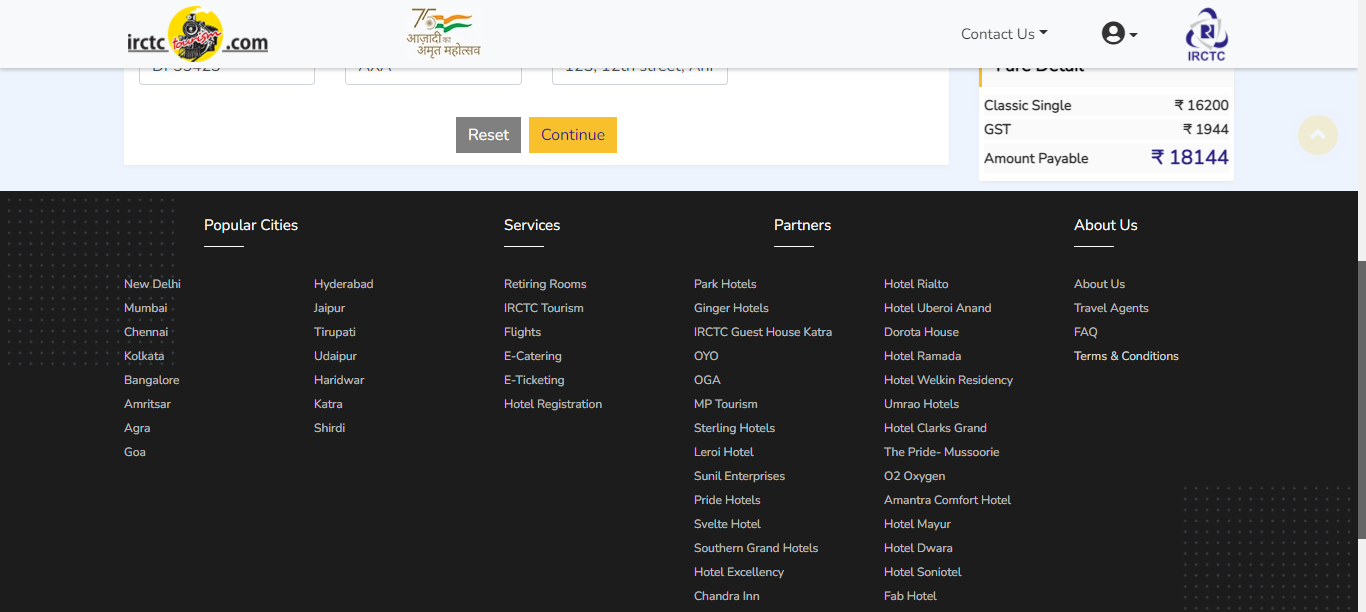 irctc tourism .com
75
आज़ादी का
अमृत महोत्सव
Contact Us
IRCTC
Fare Detail
Classic Single ₹ 16200
GST ₹ 1944
Amount Payable ₹ 18144
Reset
Continue
Popular Cities
New Delhi
Mumbai
Chennai
Kolkata
Bangalore
Amritsar
Agra
Goa
Hyderabad
Jaipur
Tirupati
Udaipur
Haridwar
Katra
Shirdi
Services
Retiring Rooms
IRCTC Tourism
Flights
E-Catering
E-Ticketing
Hotel Registration
Partners
Park Hotels
Ginger Hotels
IRCTC Guest House Katra
OYO
OGA
MP Tourism
Sterling Hotels
Leroi Hotel
Sunil Enterprises
Pride Hotels
Svelte Hotel
Southern Grand Hotels
Hotel Excellency
Chandra Inn
Hotel Rialto
Hotel Uberoi Anand
Dorota House
Hotel Ramada
Hotel Welkin Residency
Umrao Hotels
Hotel Clarks Grand
The Pride- Mussoorie
O2 Oxygen
Amantra Comfort Hotel
Hotel Mayur
Hotel Dwara
Hotel Soniotel
Fab Hotel
About Us
About Us
Travel Agents
FAQ
Terms & Conditions